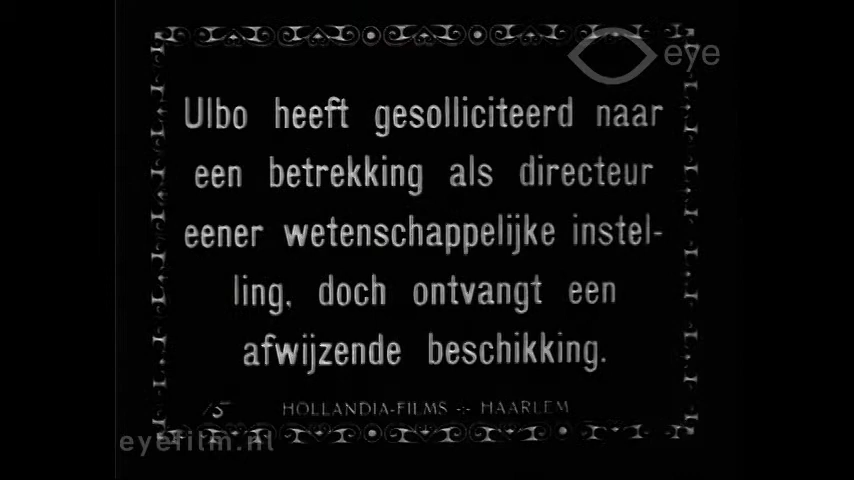 eye
Ulbo heeft gesolliciteerd naar
een betrekking als directeur
eener wetenschappelijke instel-
ling, doch ontvangt een
afwijzende beschikking.
15
HOLLANDIA-FILMS -:- HAARLEM
eyefilm.nl